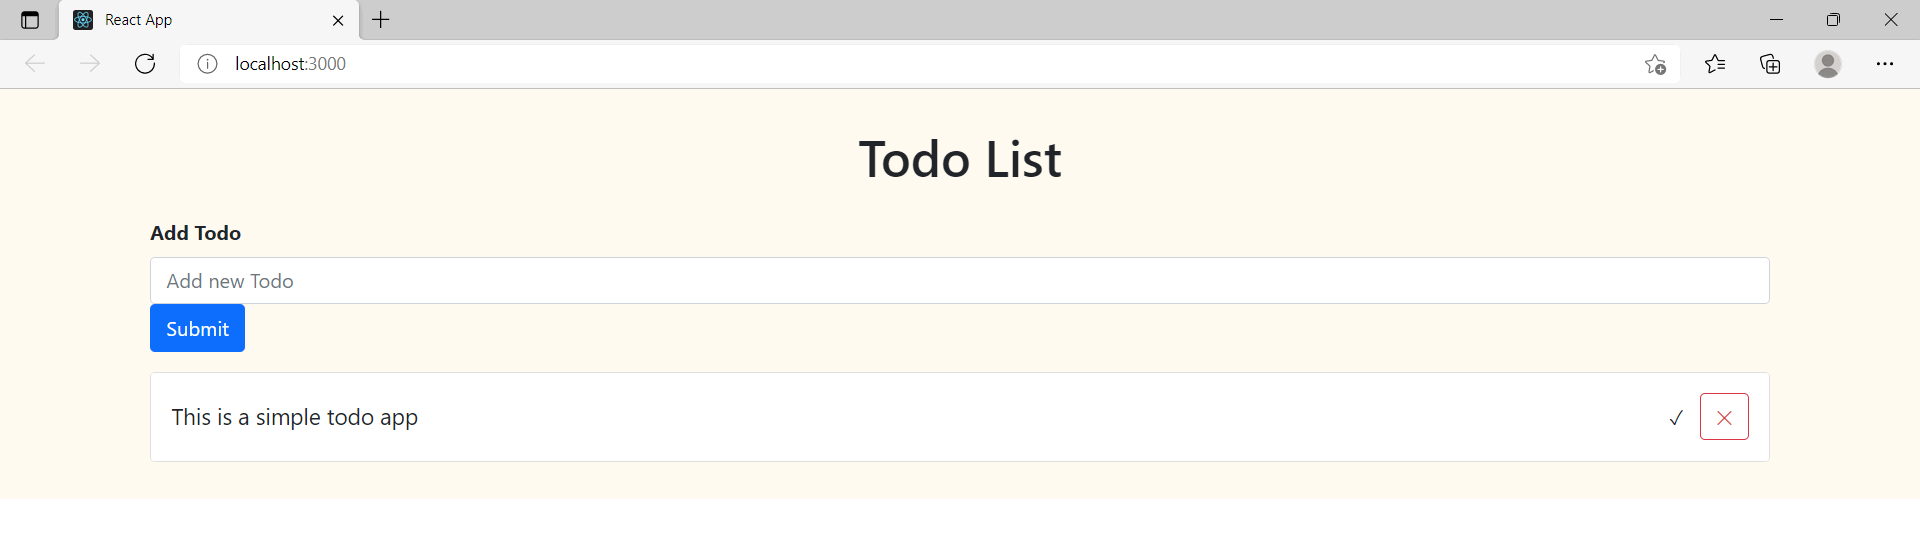 React App
localhost:3000
Todo List
Add Todo
Add new Todo
Submit
This is a simple todo app ✓